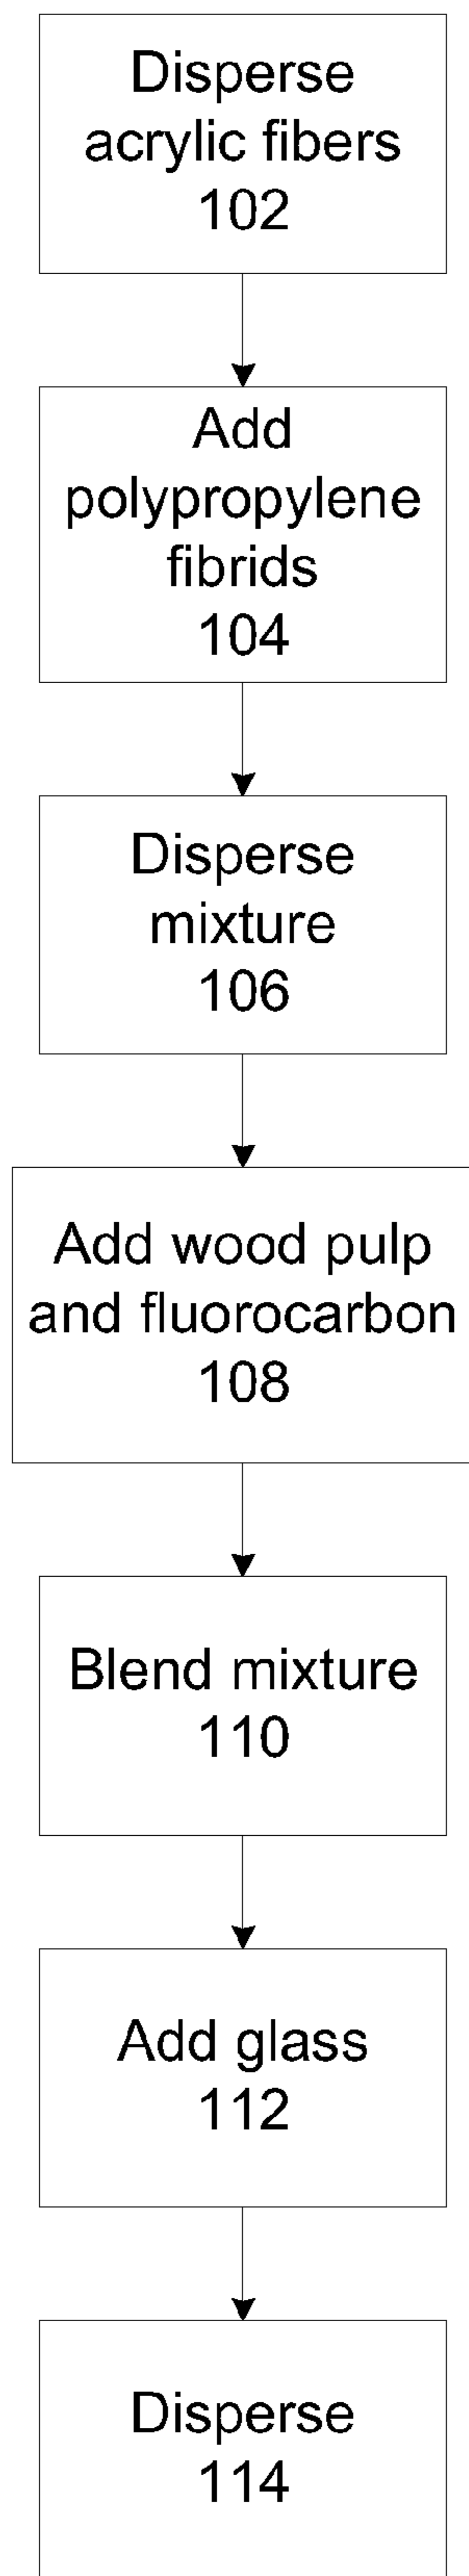 Disperse
acrylic fibers
102
Add
polypropylene
fibrids
104
Disperse
mixture
106
Add wood pulp
and fluorocarbon
108
Blend mixture
110
Add glass
112
Disperse
114